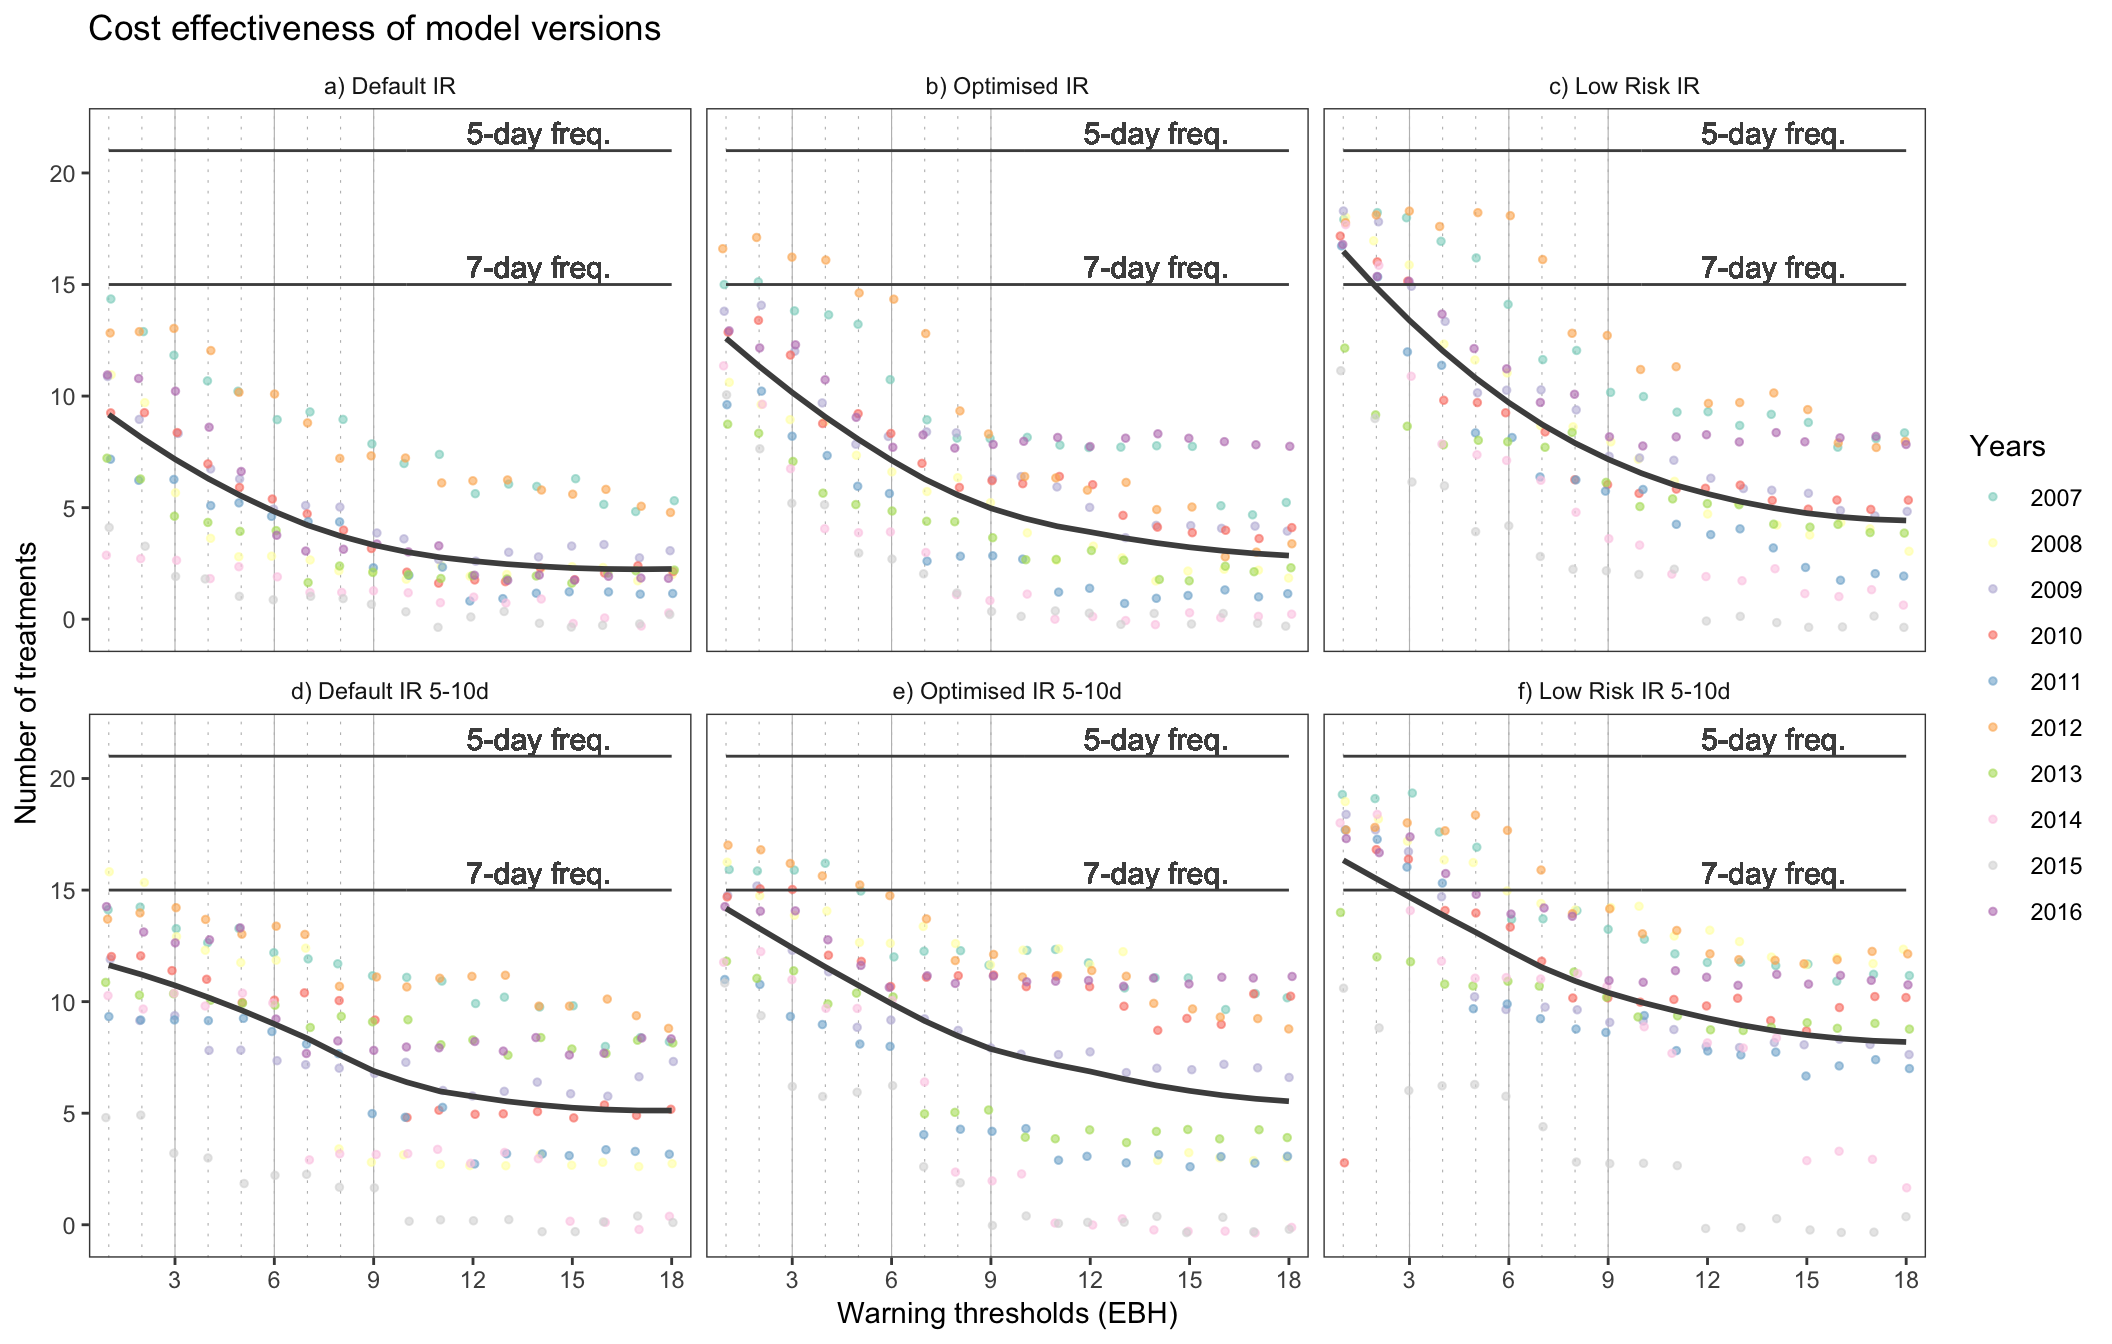 Cost effectiveness of model versions
a) Default IR
b) Optimised IR
c) Low Risk IR
5-day freq.
5-day freq.
5-day freq.
20
7-day freq.
7-day freq.
7-day freq.
15
10
5
0
d) Default IR 5-10d
e) Optimised IR 5-10d
f) Low Risk IR 5-10d
5-day freq.
5-day freq.
5-day freq.
20
7-day freq.
7-day freq.
7-day freq.
15
10
5
0
3 6 9 12 15 18
3 6 9 12 15 18
3 6 9 12 15 18
Number of treatments
Warning thresholds (EBH)
Years
2007
2008
2009
2010
2011
2012
2013
2014
2015
2016